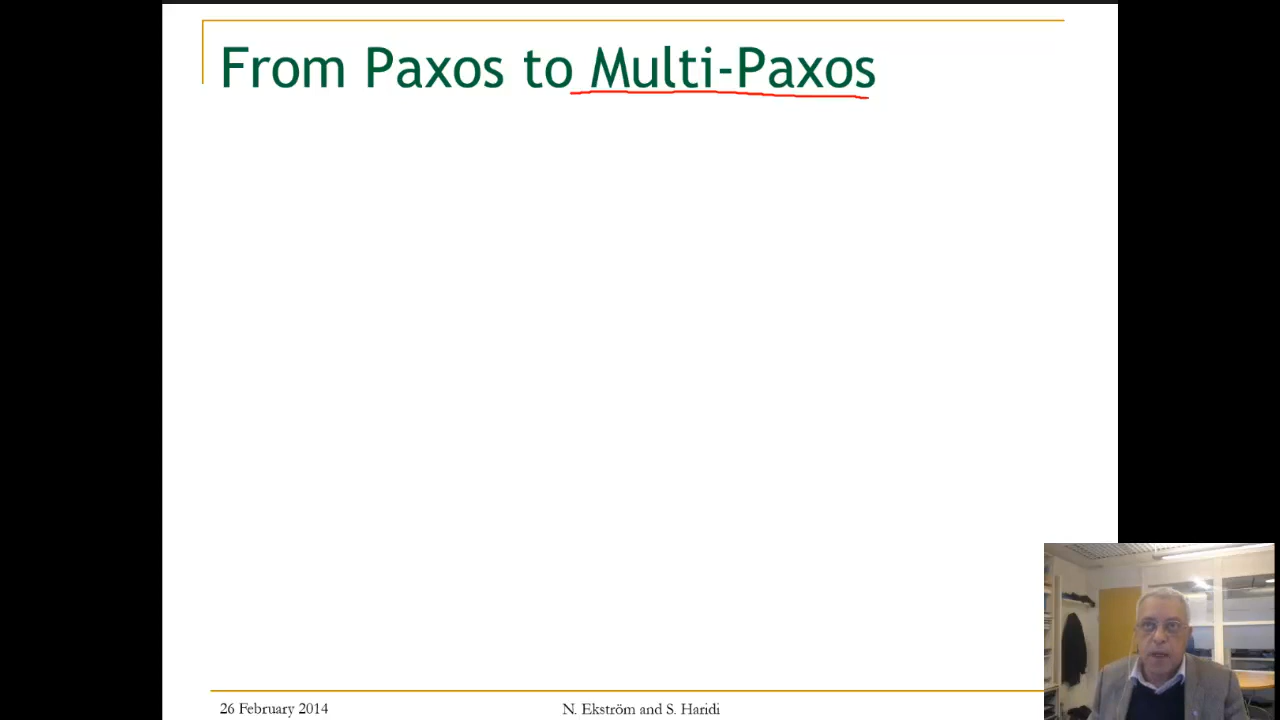 From Paxos to Multi-Paxos
26 February 2014
N. Ekström and S. Haridi